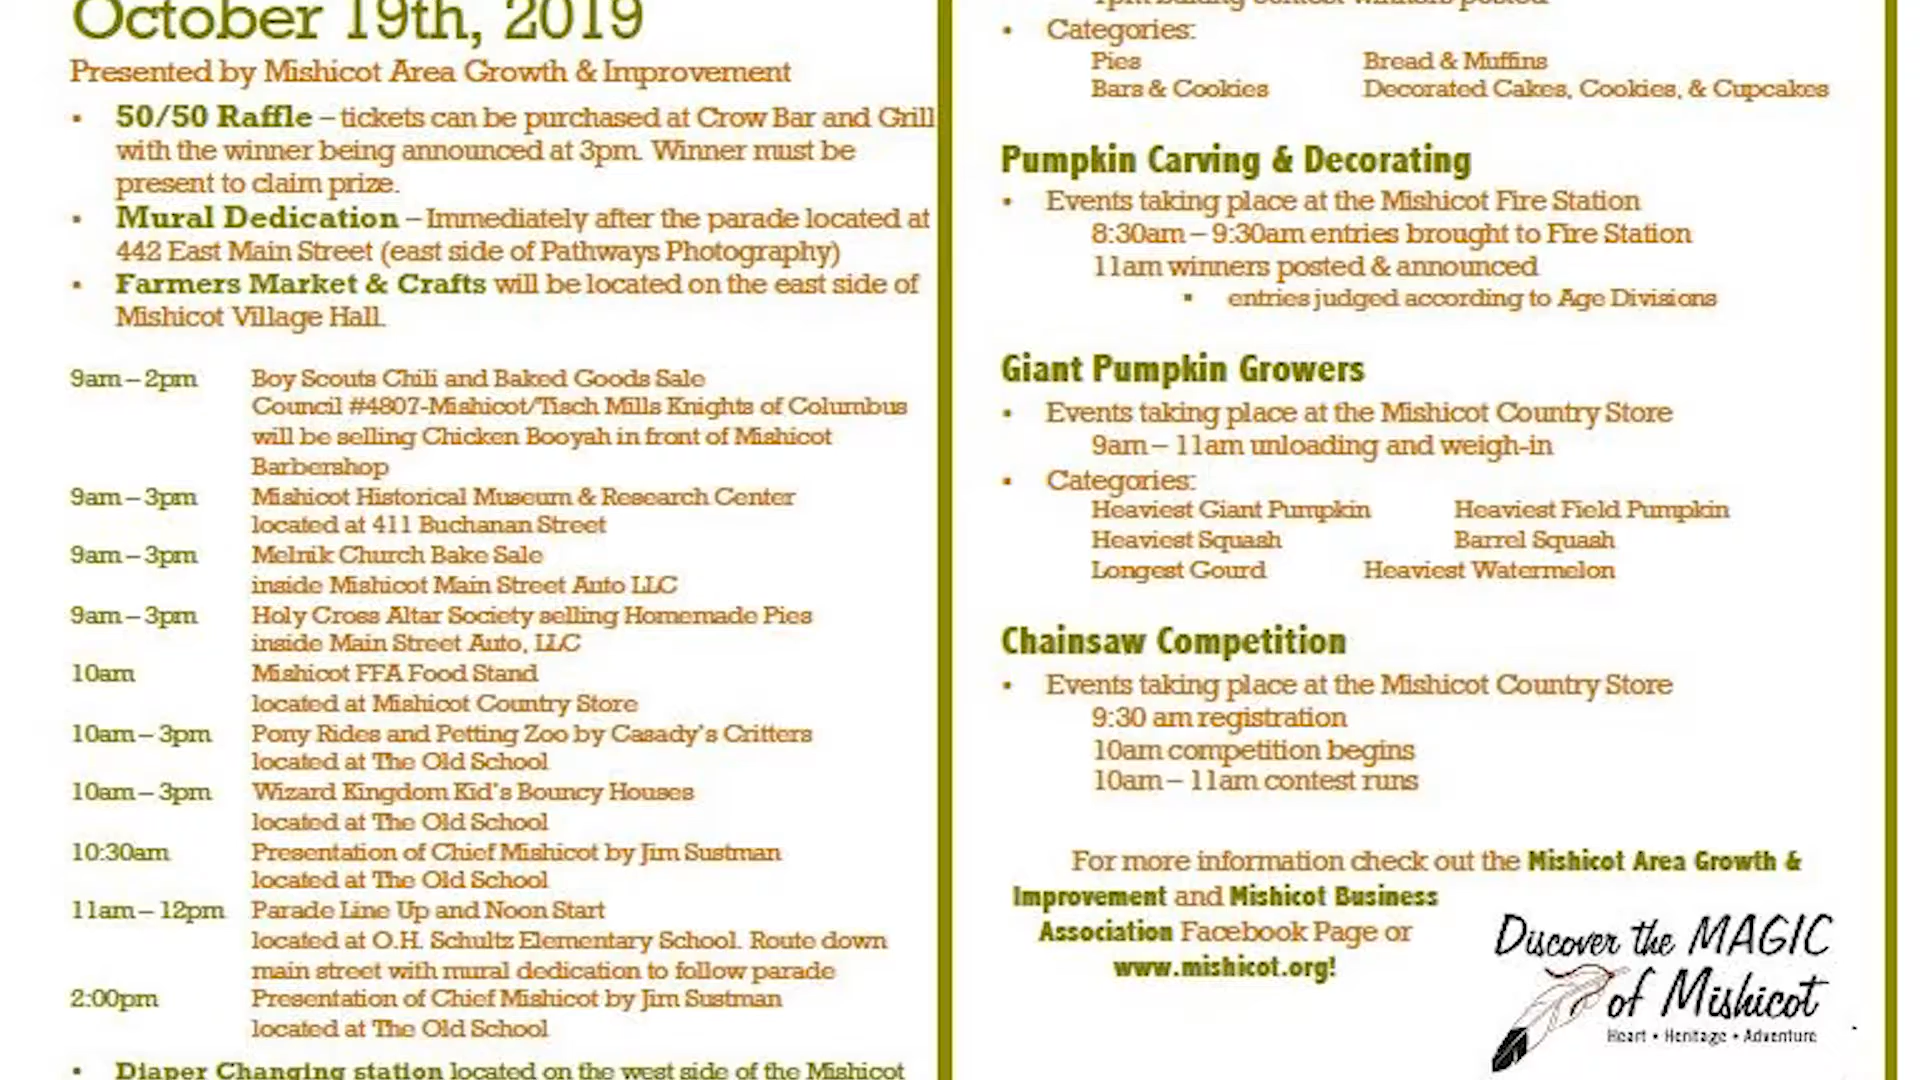 October 19th, 2019
Presented by Mishicot Area Growth & Improvement
▪ 50/50 Raffle – tickets can be purchased at Crow Bar and Grill
with the winner being announced at 3pm. Winner must be
present to claim prize.
▪ Mural Dedication – Immediately after the parade located at
442 East Main Street (east side of Pathways Photography)
▪ Farmers Market & Crafts will be located on the east side of
Mishicot Village Hall.
9am – 2pm Boy Scouts Chili and Baked Goods Sale
Council #4807-Mishicot/Tisch Mills Knights of Columbus
will be selling Chicken Booyah in front of Mishicot
Barbershop
9am – 3pm Mishicot Historical Museum & Research Center
located at 411 Buchanan Street
9am – 3pm Melnik Church Bake Sale
inside Mishicot Main Street Auto LLC
9am – 3pm Holy Cross Altar Society selling Homemade Pies
inside Main Street Auto, LLC
10am Mishicot FFA Food Stand
located at Mishicot Country Store
10am – 3pm Pony Rides and Petting Zoo by Casady's Critters
located at The Old School
10am – 3pm Wizard Kingdom Kid's Bouncy Houses
located at The Old School
10:30am Presentation of Chief Mishicot by Jim Sustman
located at The Old School
11am – 12pm Parade Line Up and Noon Start
located at O.H. Schultz Elementary School. Route down
main street with mural dedication to follow parade
2:00pm Presentation of Chief Mishicot by Jim Sustman
located at The Old School
▪ Diaper Changing station located on the west side of the Mishicot
1pm baking contest winners posted
▪ Categories:
Pies Bread & Muffins
Bars & Cookies Decorated Cakes, Cookies, & Cupcakes
Pumpkin Carving & Decorating
▪ Events taking place at the Mishicot Fire Station
8:30am – 9:30am entries brought to Fire Station
11am winners posted & announced
▪ entries judged according to Age Divisions
Giant Pumpkin Growers
▪ Events taking place at the Mishicot Country Store
9am – 11am unloading and weigh-in
▪ Categories:
Heaviest Giant Pumpkin Heaviest Field Pumpkin
Heaviest Squash Barrel Squash
Longest Gourd Heaviest Watermelon
Chainsaw Competition
▪ Events taking place at the Mishicot Country Store
9:30 am registration
10am competition begins
10am – 11am contest runs
For more information check out the Mishicot Area Growth &
Improvement and Mishicot Business
Association Facebook Page or
www.mishicot.org!
Discover the MAGIC
of Mishicot
Heart • Heritage • Adventure